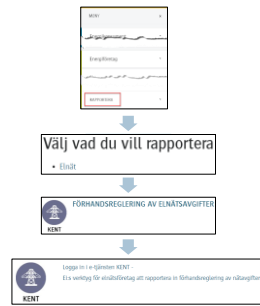 MENY
Energiföretag
RAPPORTERA
Välj vad du vill rapportera
• Elnät
FÖRHANDSREGLERING AV ELNÄTSAVGIFTER
KENT
Logga in i e-tjänsten KENT -
Ei:s verktyg för elnätsföretag att rapportera in förhandsreglering av nätavgifter
KENT